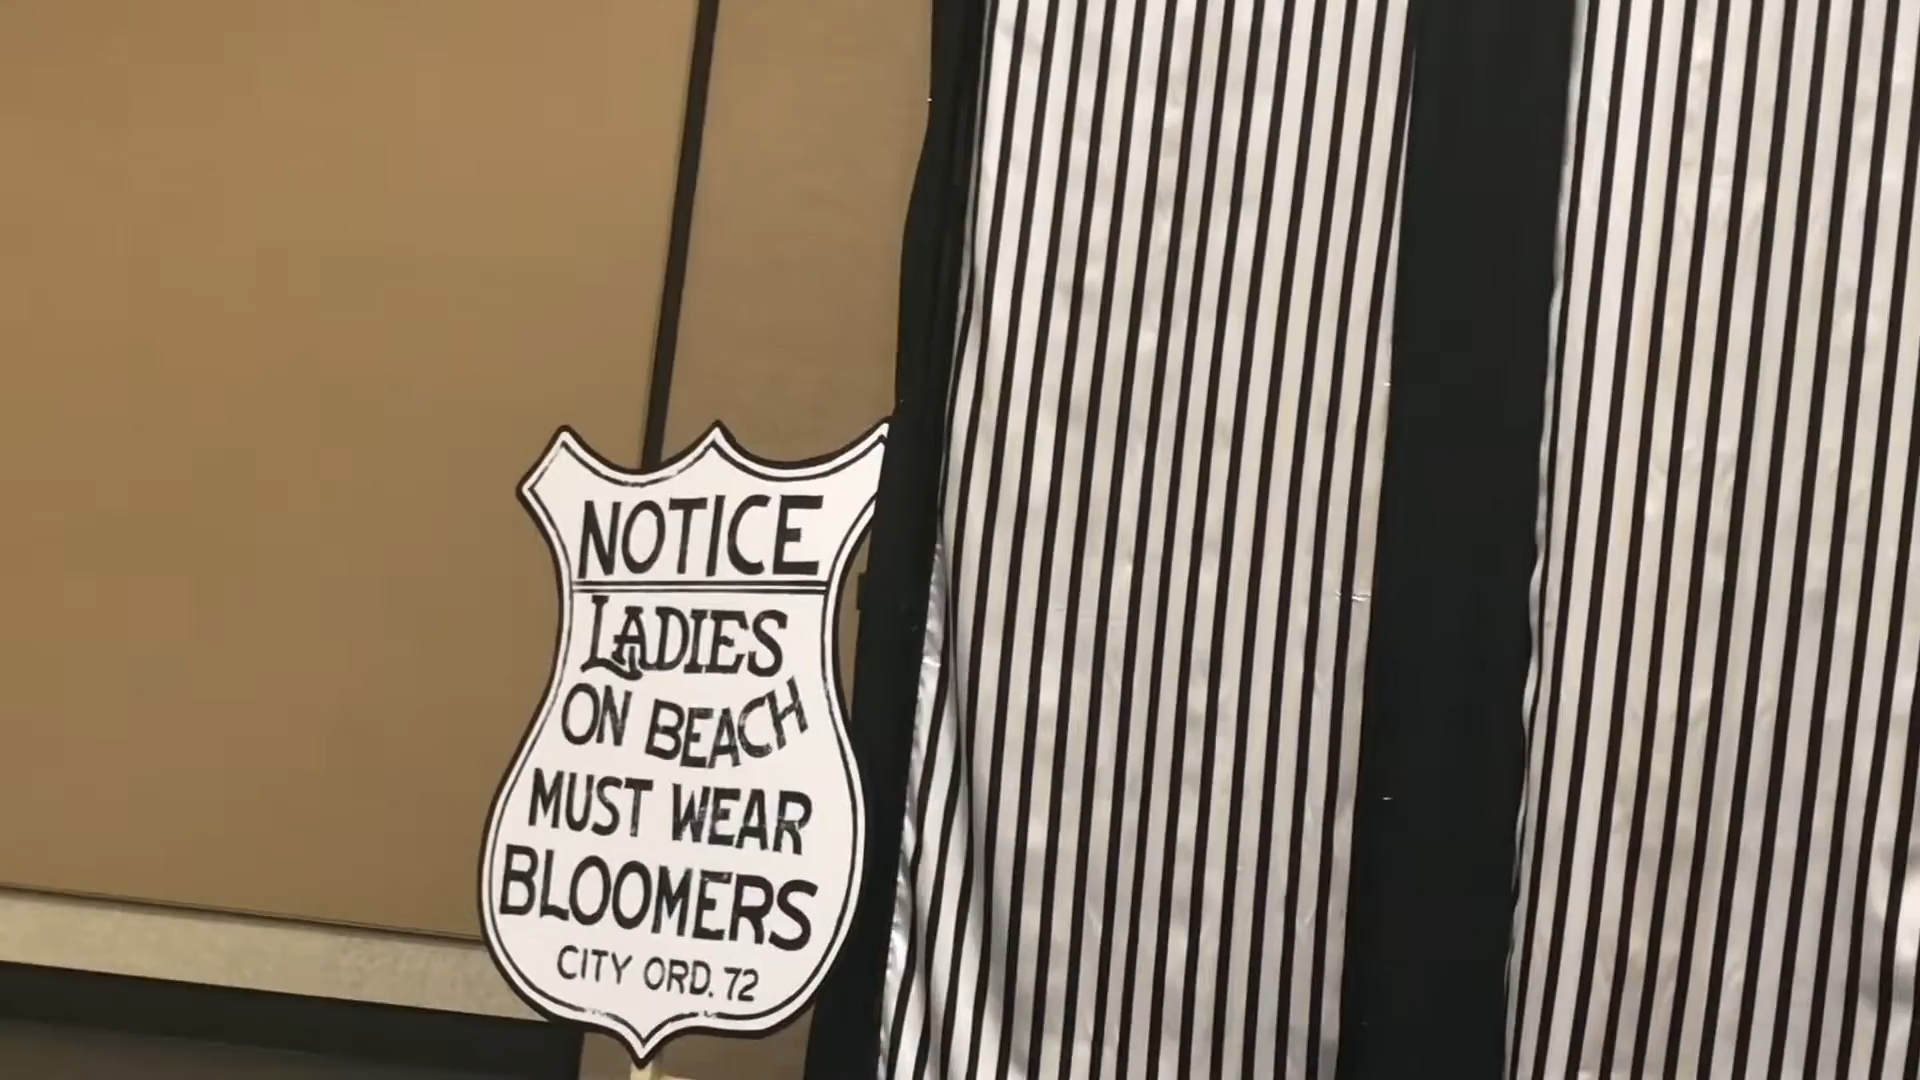 NOTICE
LADIES
ON BEACH
MUST WEAR
BLOOMERS
CITY ORD. 72